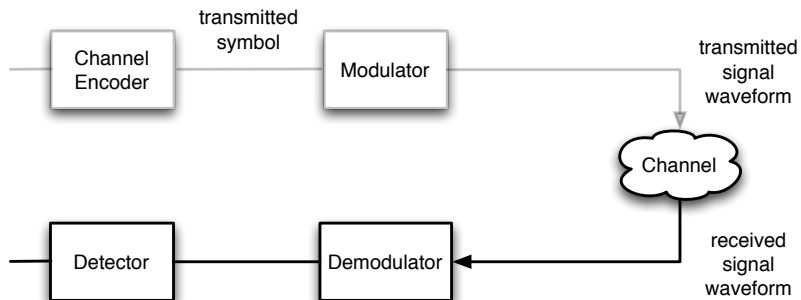 transmitted
symbol
Channel
Encoder
Modulator
transmitted
signal
waveform
Channel
Detector
Demodulator
received
signal
waveform